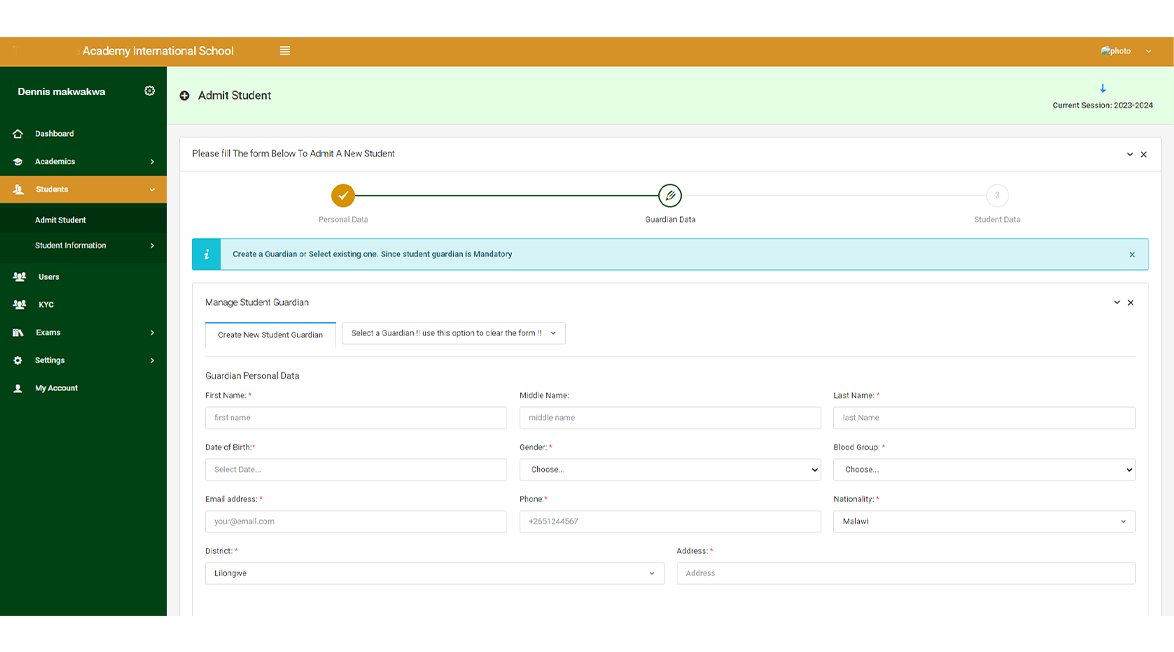 Academy International School
photo
Dennis makwakwa
Admit Student
Current Session: 2023-2024
Dashboard
Academics
Students
Admit Student
Student Information
Users
KYC
Exams
Settings
My Account
Please fill The form Below To Admit A New Student
3
Personal Data
Guardian Data
Student Data
i
Create a Guardian or Select existing one. Since student guardian is Mandatory
x
Manage Student Guardian
Create New Student Guardian
Select a Guardian !! use this option to clear the form !!
Guardian Personal Data
First Name: *
Middle Name:
Last Name: *
first name
middle name
last Name
Date of Birth:*
Gender: *
Blood Group: *
Select Date...
Choose...
Choose...
Email address: *
Phone:*
Nationality: *
your@email.com
+2651244567
Malawi
District: *
Address: *
Lilongwe
Address